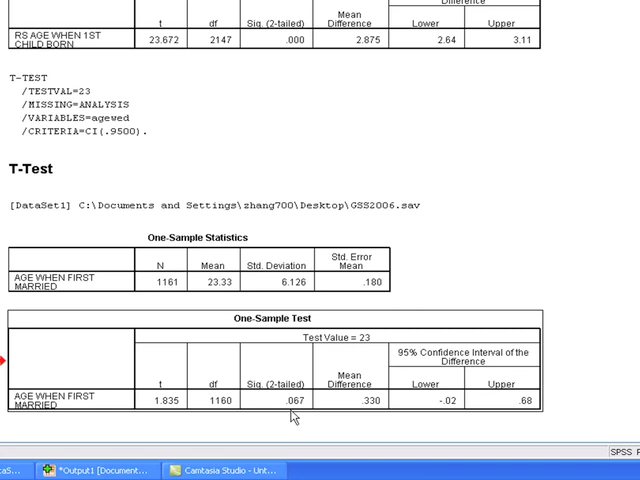 Difference
Mean
t df Sig. (2-tailed) Difference Lower Upper
RS AGE WHEN 1ST
CHILD BORN 23.672 2147 .000 2.875 2.64 3.11
T-TEST
/TESTVAL=23
/MISSING=ANALYSIS
/VARIABLES=agewed
/CRITERIA=CI(.9500).
T-Test
[DataSet1] C:\Documents and Settings\zhang700\Desktop\GSS2006.sav
One-Sample Statistics
Std. Error
N Mean Std. Deviation Mean
AGE WHEN FIRST
MARRIED 1161 23.33 6.126 .180
One-Sample Test
Test Value = 23
95% Confidence Interval of the
Difference
Mean
t df Sig. (2-tailed) Difference Lower Upper
AGE WHEN FIRST
MARRIED 1.835 1160 .067 .330 -.02 .68
SPSS P
taS... *Output1 [Document... Camtasia Studio - Unt...